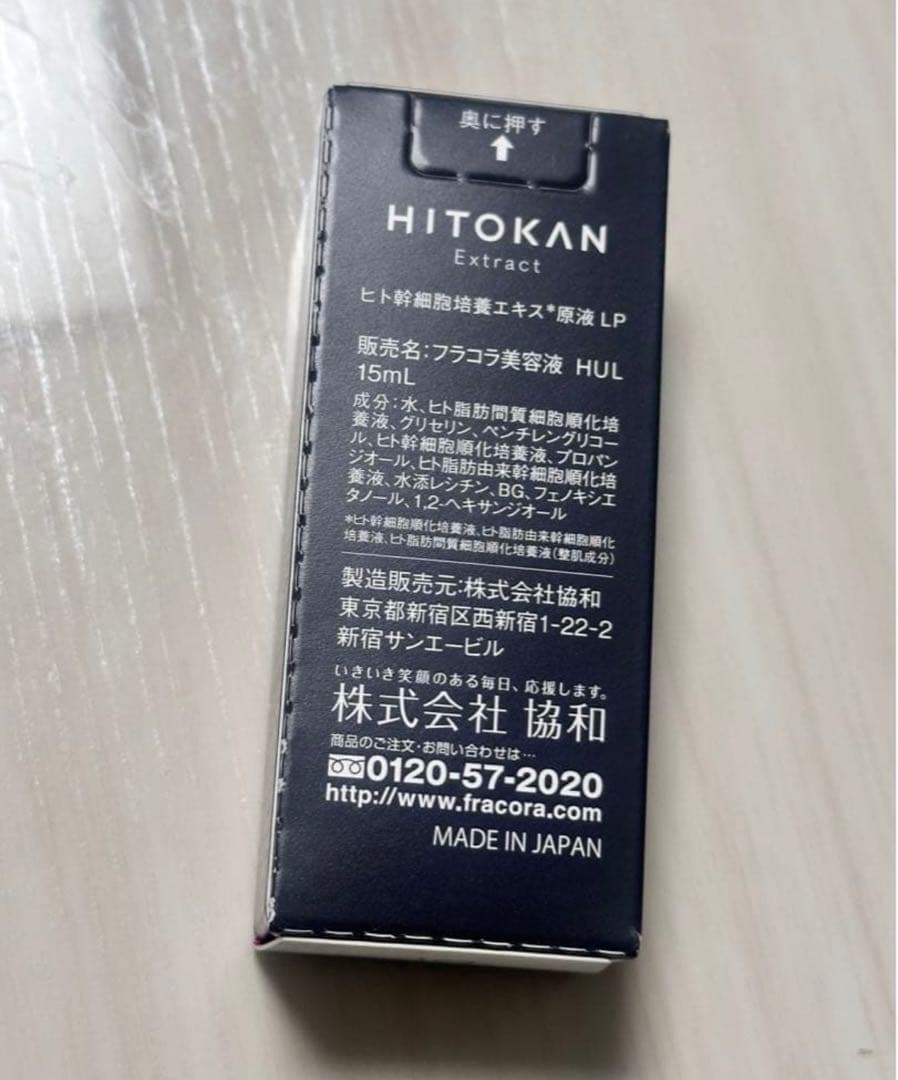 奥に押す
HITOKAN
Extract
ヒト幹細胞培養エキス*原液 LP
販売名：フラコラ美容液 HUL
15mL
成分：水、ヒト脂肪間質細胞順化培
養液、グリセリン、ペンチレングリコー
ル、ヒト幹細胞順化培養液、プロパン
ジオール、ヒト脂肪由来幹細胞順化培
養液、水添レシチン、BG、フェノキシエ
タノール、1,2-ヘキサンジオール
*ヒト幹細胞順化培養液、ヒト脂肪由来幹細胞順化
培養液、ヒト脂肪間質細胞順化培養液（整肌成分）
製造販売元：株式会社協和
東京都新宿区西新宿1-22-2
新宿サンエービル
いきいき笑顔のある毎日、応援します。
株式会社 協和
商品のご注文・お問い合わせは…
0120-57-2020
http://www.fracora.com
MADE IN JAPAN